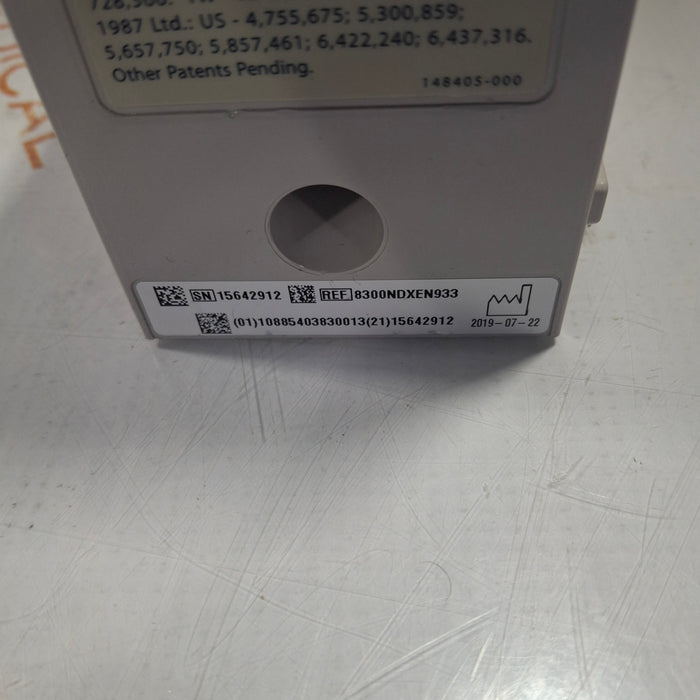 1987 Ltd.: US - 4,755,675; 5,300,859;
5,657,750; 5,857,461; 6,422,240; 6,437,316.
Other Patents Pending.
148405-000
SN 15642912 REF 8300NDXEN933
(01)10885403830013(21)15642912
2019-07-22
ICAL